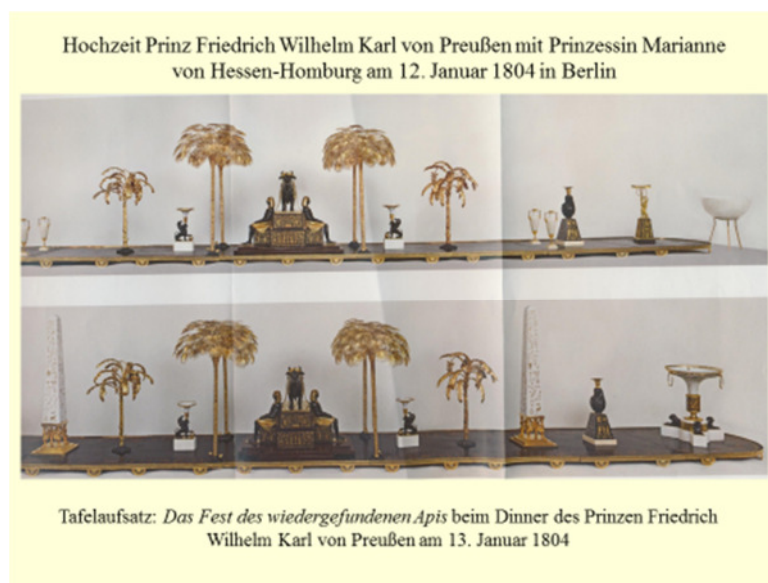 Hochzeit Prinz Friedrich Wilhelm Karl von Preußen mit Prinzessin Marianne
von Hessen-Homburg am 12. Januar 1804 in Berlin
Tafelaufsatz: Das Fest des wiedergefundenen Apis beim Dinner des Prinzen Friedrich
Wilhelm Karl von Preußen am 13. Januar 1804